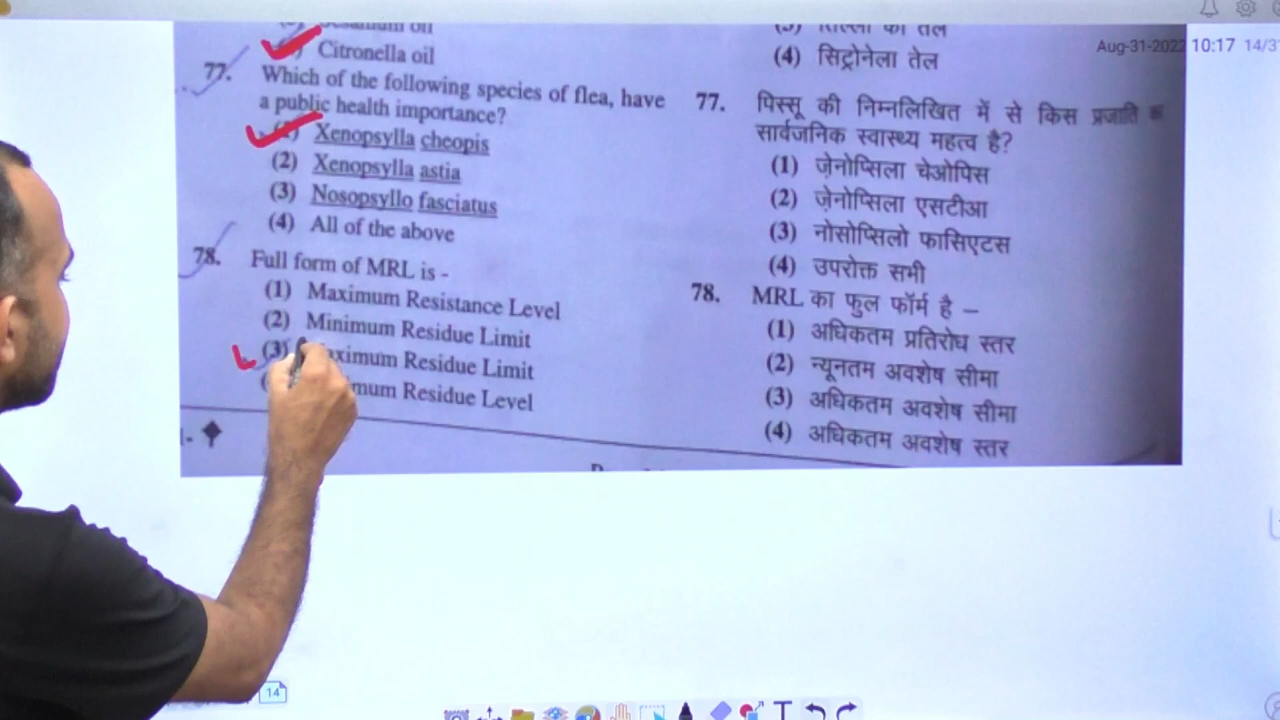 Aug-31-2022 10:17 14/3
Citronella oil
77. Which of the following species of flea, have
a public health importance?
Xenopsylla cheopis
(2) Xenopsylla astia
(3) Nosopsyllo fasciatus
(4) All of the above
78. Full form of MRL is -
(1) Maximum Resistance Level
(2) Minimum Residue Limit
(3) Residue Limit
Residue Level
(3) का तेल
(4) सिट्रोनेला तेल
77. पिस्सू की निम्नलिखित में से किस प्रजाति
सार्वजनिक स्वास्थ्य महत्व है?
(1) ज़ेनोप्सिला चेओपिस
(2) ज़ेनोप्सिला एसटीआ
(3) नोसोप्सिलो फासिएटस
(4) उपरोक्त सभी
78. MRL का फुल फॉर्म है –
(1) अधिकतम प्रतिरोध स्तर
(2) न्यूनतम अवशेष सीमा
(3) अधिकतम अवशेष सीमा
(4) अधिकतम अवशेष स्तर
14